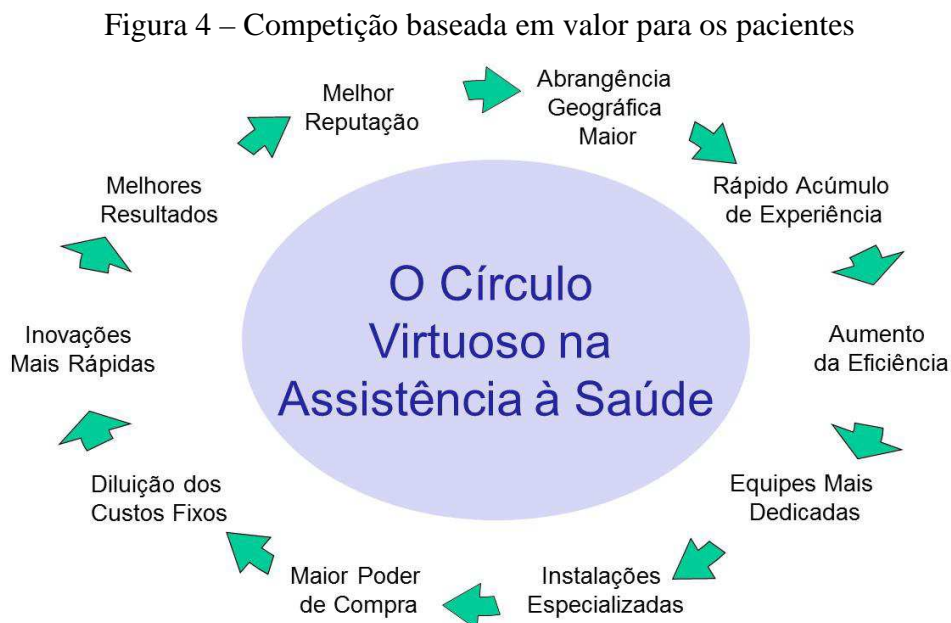 Figura 4 – Competição baseada em valor para os pacientes
Melhor
Reputação
Abrangência
Geográfica
Maior
Rápido Acúmulo
de Experiência
Aumento
da Eficiência
Equipes Mais
Dedicadas
Instalações
Especializadas
Maior Poder
de Compra
Diluição dos
Custos Fixos
Inovações
Mais Rápidas
Melhores
Resultados
O Círculo
Virtuoso na
Assistência à Saúde